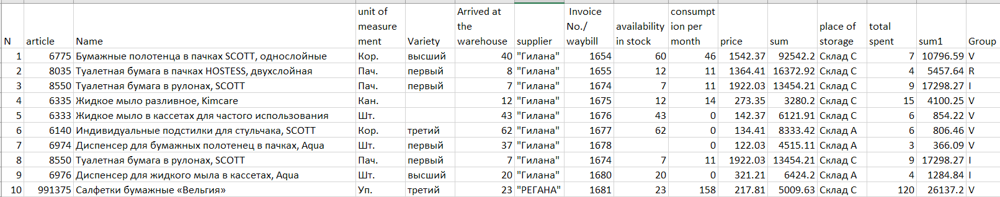 N article Name unit of measurement Variety Arrived at the warehouse supplier Invoice No./ waybill availability in stock consumption per month price sum place of storage total spent sum1 Group
1 6775 Бумажные полотенца в пачках SCOTT, однослойные Кор. высший 40 "Гилана" 1654 60 46 1542.37 92542.2 Склад С 7 10796.59 V
2 8035 Туалетная бумага в пачках HOSTESS, двухслойная Пач. первый 8 "Гилана" 1655 12 11 1364.41 16372.92 Склад С 4 5457.64 R
3 8550 Туалетная бумага в рулонах, SCOTT Пач. первый 7 "Гилана" 1674 7 11 1922.03 13454.21 Склад С 9 17298.27 I
4 6335 Жидкое мыло разливное, Kimcare Кан. 12 "Гилана" 1675 12 14 273.35 3280.2 Склад С 15 4100.25 V
5 6333 Жидкое мыло в кассетах для частого использования Шт. 43 "Гилана" 1676 43 0 142.37 6121.91 Склад С 6 854.22 V
6 6140 Индивидуальные подстилки для стульчака, SCOTT Кор. третий 62 "Гилана" 1677 62 0 134.41 8333.42 Склад А 6 806.46 V
7 6974 Диспенсер для бумажных полотенец в пачках, Aqua Шт. первый 37 "Гилана" 1678 0 122.03 4515.11 Склад А 3 366.09 V
8 8550 Туалетная бумага в рулонах, SCOTT Пач. первый 7 "Гилана" 1674 7 11 1922.03 13454.21 Склад С 9 17298.27 I
9 6976 Диспенсер для жидкого мыла в кассетах, Aqua Шт. высший 20 "Гилана" 1680 20 0 321.21 6424.2 Склад А 4 1284.84 I
10 991375 Салфетки бумажные «Вельгия» Уп. третий 23 "РЕГАНА" 1681 23 158 217.81 5009.63 Склад С 120 26137.2 V